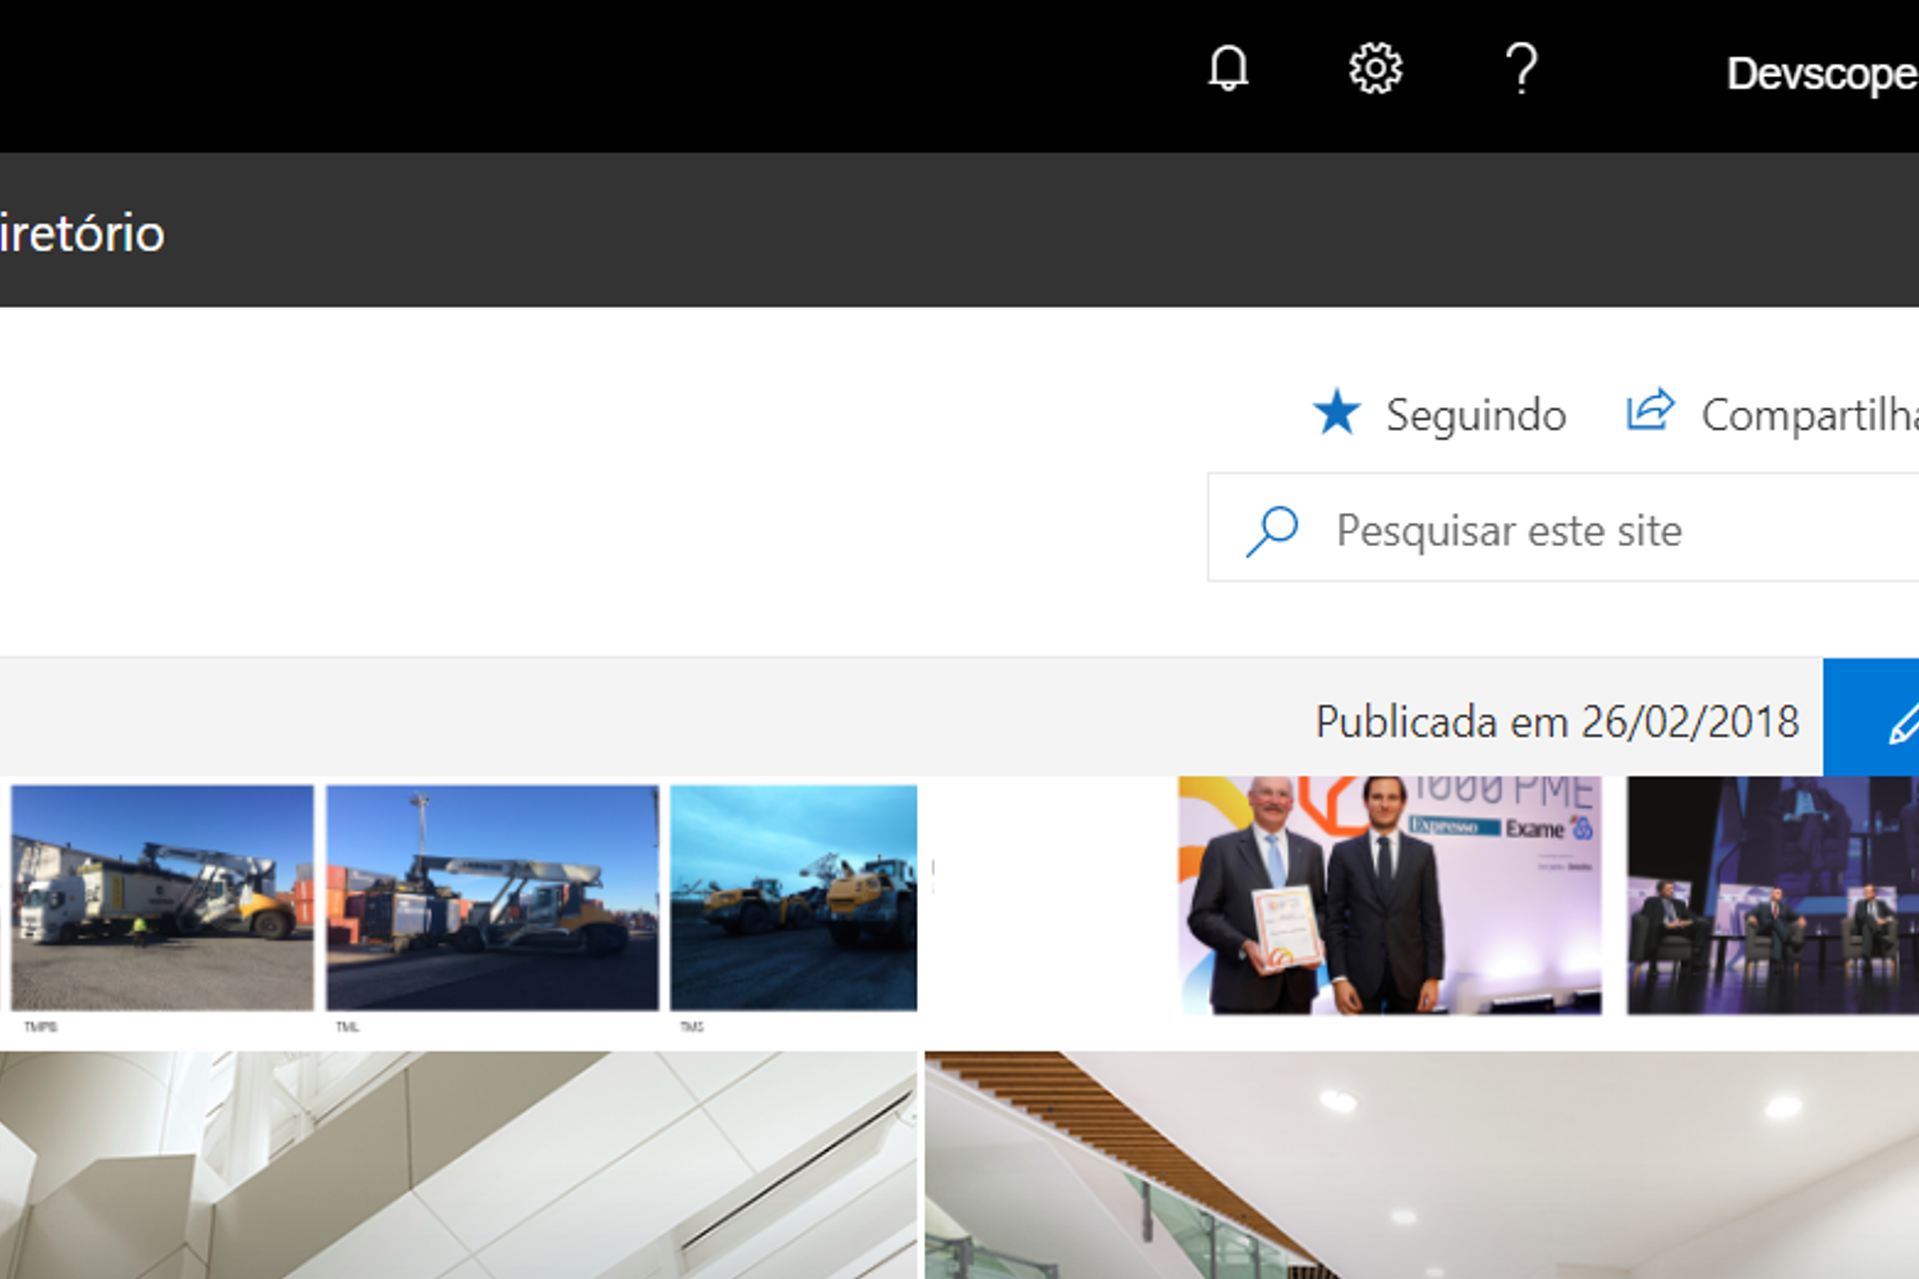 Devscope
iretório
Seguindo
Compartilha
Pesquisar este site
Publicada em 26/02/2018
1000 PME
Expresso
Exame
TMPB
TML
TMS